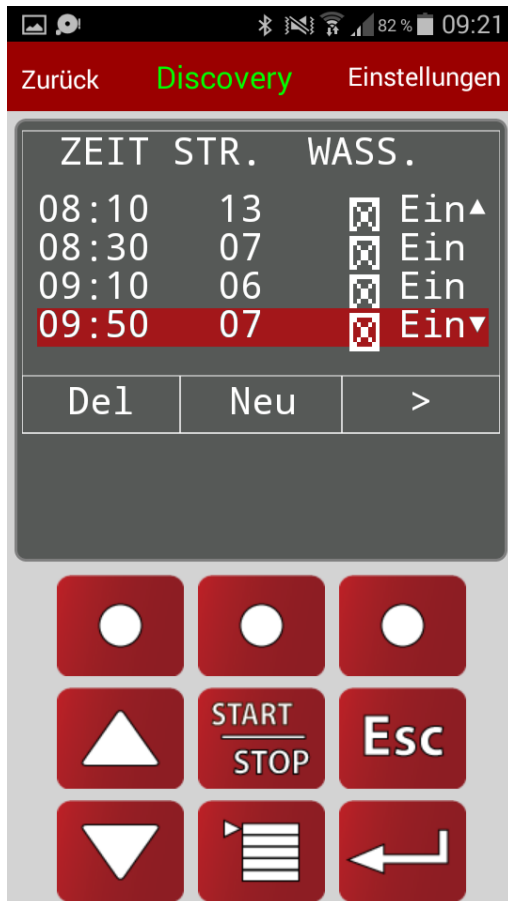 82 % 09:21
Zurück Discovery Einstellungen
ZEIT STR. WASS.
08:10 13 Ein
08:30 07 Ein
09:10 06 Ein
09:50 07 Ein
Del Neu >
START
STOP
Esc